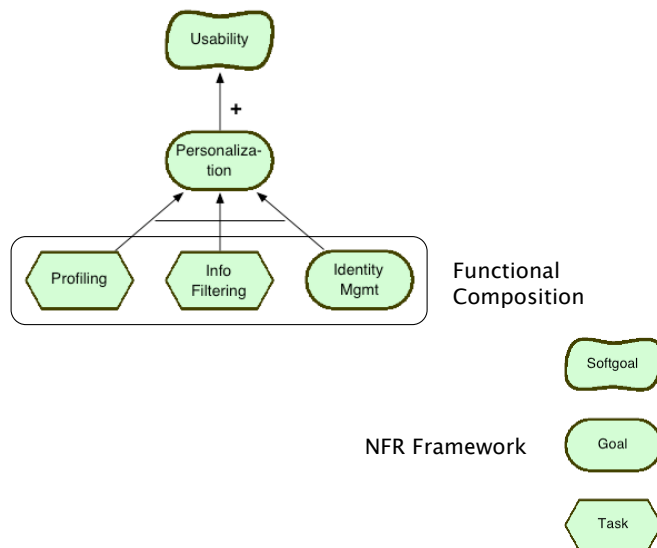 Usability
+
Personaliza-
tion
Profiling
Info
Filtering
Identity
Mgmt
Functional
Composition
Softgoal
NFR Framework
Goal
Task